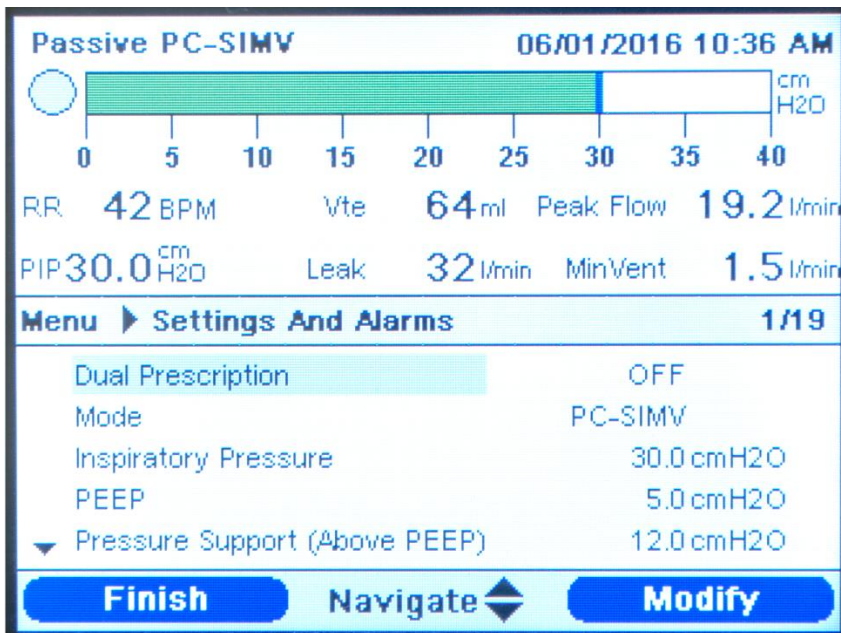 Passive PC-SIMV 06/01/2016 10:36 AM
cm
H2O
0 5 10 15 20 25 30 35 40
RR 42 BPM Vte 64 ml Peak Flow 19.2 l/min
PIP 30.0 cm H2O Leak 32 l/min MinVent 1.5 l/min
Menu Settings And Alarms 1/19
Dual Prescription OFF
Mode PC-SIMV
Inspiratory Pressure 30.0 cmH2O
PEEP 5.0 cmH2O
Pressure Support (Above PEEP) 12.0 cmH2O
Finish Navigate Modify